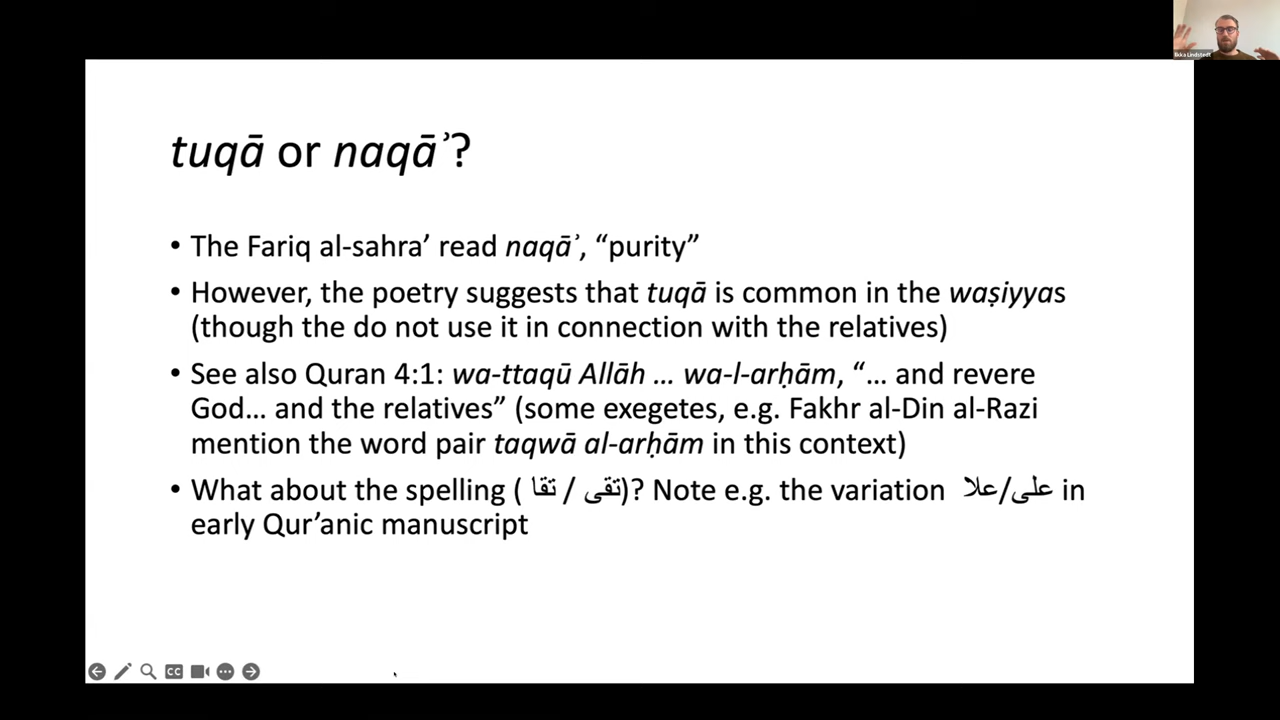 Ilkka Lindstedt
tuqā or naqāʾ?
• The Fariq al-sahra’ read naqāʾ, “purity”
• However, the poetry suggests that tuqā is common in the waṣiyyas
(though the do not use it in connection with the relatives)
• See also Quran 4:1: wa-ttaqū Allāh … wa-l-arḥām, “… and revere
God… and the relatives” (some exegetes, e.g. Fakhr al-Din al-Razi
mention the word pair taqwā al-arḥām in this context)
• What about the spelling ( تقى / تقا)? Note e.g. the variation علا/على in
early Qur’anic manuscript
CC